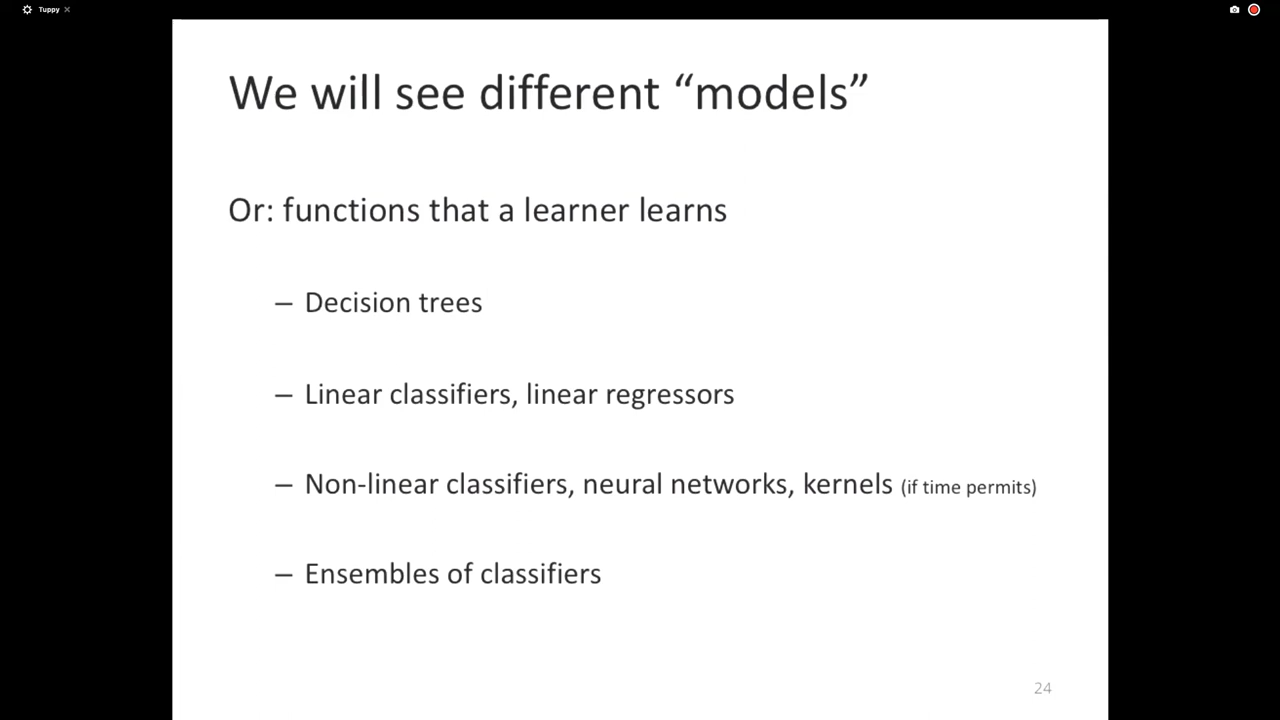 Tuppy
We will see different “models”
Or: functions that a learner learns
– Decision trees
– Linear classifiers, linear regressors
– Non-linear classifiers, neural networks, kernels (if time permits)
– Ensembles of classifiers
24